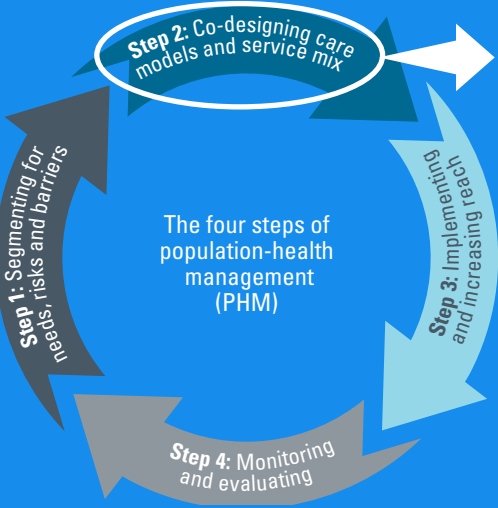 Step 2: Co-designing care
models and service mix
Step 1: Segmenting for
needs, risks and barriers
The four steps of
population-health
management
(PHM)
Step 3: Implementing
and increasing reach
Step 4: Monitoring
and evaluating